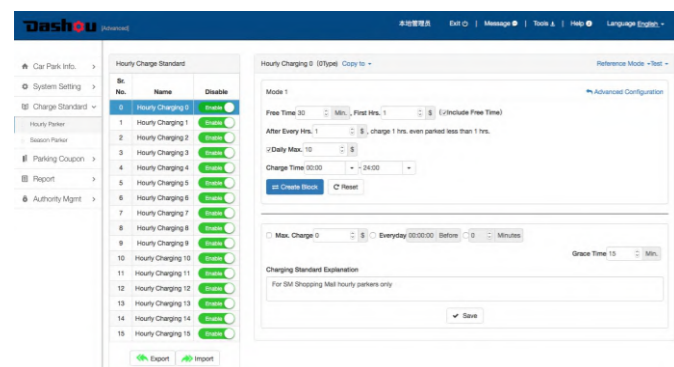 Dashou [Advanced] 本地管理员 Exit | Message 0 | Tools | Help | Language English
Car Park Info.
System Setting
Charge Standard
Hourly Parker
Season Parker
Parking Coupon
Report
Authority Mgmt
Hourly Charge Standard
Sr. No. Name Disable
0 Hourly Charging 0 Enable
1 Hourly Charging 1 Enable
2 Hourly Charging 2 Enable
3 Hourly Charging 3 Enable
4 Hourly Charging 4 Enable
5 Hourly Charging 5 Enable
6 Hourly Charging 6 Enable
7 Hourly Charging 7 Enable
8 Hourly Charging 8 Enable
9 Hourly Charging 9 Enable
10 Hourly Charging 10 Enable
11 Hourly Charging 11 Enable
12 Hourly Charging 12 Enable
13 Hourly Charging 13 Enable
14 Hourly Charging 14 Enable
15 Hourly Charging 15 Enable
Export Import
Hourly Charging 0 (0Type) Copy to Reference Mode Test
Mode 1 Advanced Configuration
Free Time 30 Min. , First Hrs. 1 $ (Include Free Time)
After Every Hrs. 1 $ , charge 1 hrs. even parked less than 1 hrs.
Daily Max. 10 $
Charge Time 00:00 - 24:00
Create Block Reset
Max. Charge 0 $ Everyday 00:00:00 Before 0 Minutes
Grace Time 15 Min.
Charging Standard Explanation
For SM Shopping Mall hourly parkers only
Save